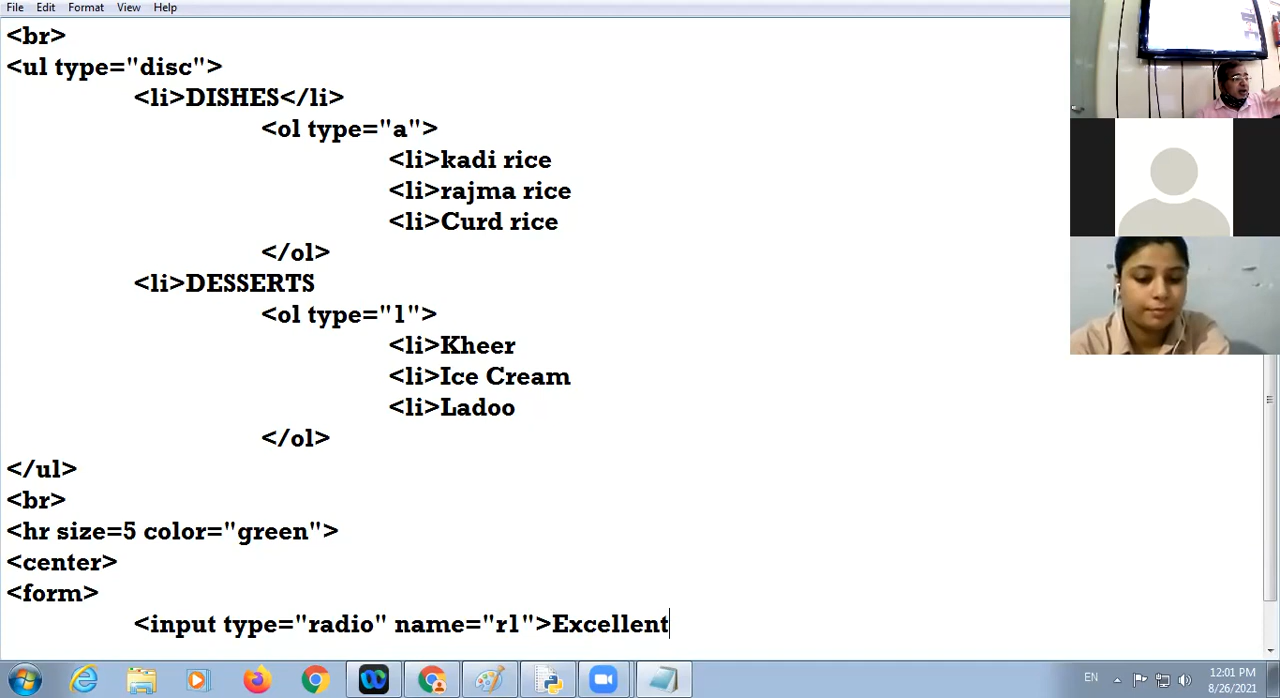 File Edit Format View Help
<br>
<ul type="disc">
<li>DISHES</li>
<ol type="a">
<li>kadi rice
<li>rajma rice
<li>Curd rice
</ol>
<li>DESSERTS
<ol type="1">
<li>Kheer
<li>Ice Cream
<li>Ladoo
</ol>
</ul>
<br>
<hr size=5 color="green">
<center>
<form>
<input type="radio" name="r1">Excellent
EN
12:01 PM
8/26/2021